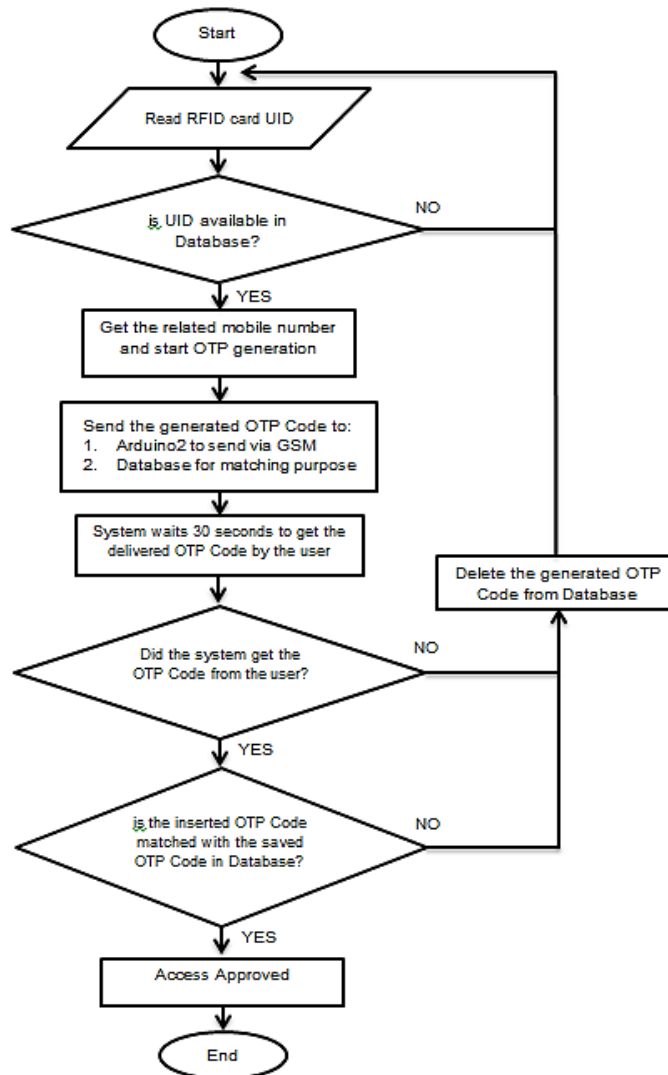 Start
Read RFID card UID
is UID available in
Database?
NO
YES
Get the related mobile number
and start OTP generation
Send the generated OTP Code to:
1. Arduino2 to send via GSM
2. Database for matching purpose
System waits 30 seconds to get the
delivered OTP Code by the user
Delete the generated OTP
Code from Database
Did the system get the
OTP Code from the user?
NO
YES
is the inserted OTP Code
matched with the saved
OTP Code in Database?
NO
YES
Access Approved
End